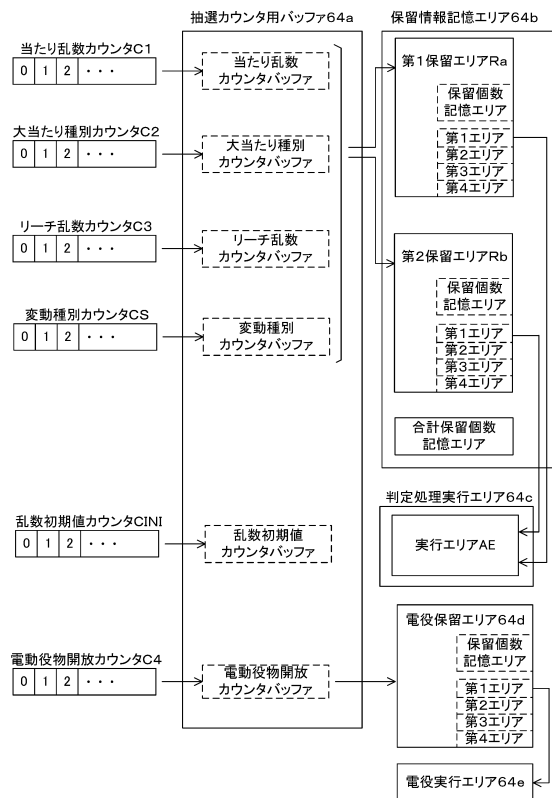 抽選カウンタ用バッファ64a
保留情報記憶エリア64b
当たり乱数カウンタC1
0 1 2 ・・・
当たり乱数
カウンタバッファ
大当たり種別カウンタC2
0 1 2 ・・・
大当たり種別
カウンタバッファ
リーチ乱数カウンタC3
0 1 2 ・・・
リーチ乱数
カウンタバッファ
変動種別カウンタCS
0 1 2 ・・・
変動種別
カウンタバッファ
乱数初期値カウンタCINI
0 1 2 ・・・
乱数初期値
カウンタバッファ
電動役物開放カウンタC4
0 1 2 ・・・
電動役物開放
カウンタバッファ
第1保留エリアRa
保留個数
記憶エリア
第1エリア
第2エリア
第3エリア
第4エリア
第2保留エリアRb
保留個数
記憶エリア
第1エリア
第2エリア
第3エリア
第4エリア
合計保留個数
記憶エリア
判定処理実行エリア64c
実行エリアAE
電役保留エリア64d
保留個数
記憶エリア
第1エリア
第2エリア
第3エリア
第4エリア
電役実行エリア64e